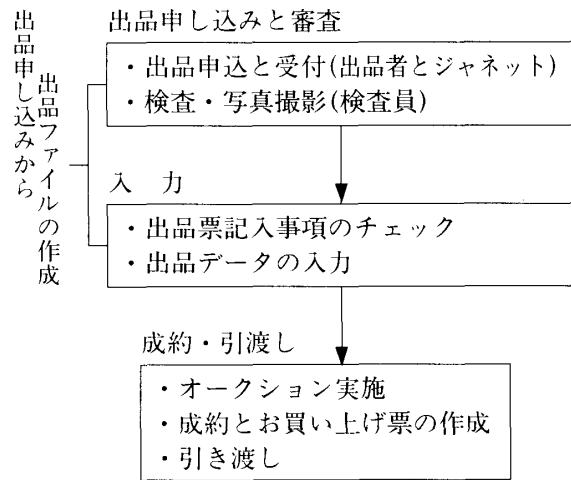 出品申し込みから
出品ファイルの作成
出品申し込みと審査
・出品申込と受付(出品者とジャネット)
・検査・写真撮影(検査員)
入 力
・出品票記入事項のチェック
・出品データの入力
成約・引渡し
・オークション実施
・成約とお買い上げ票の作成
・引き渡し